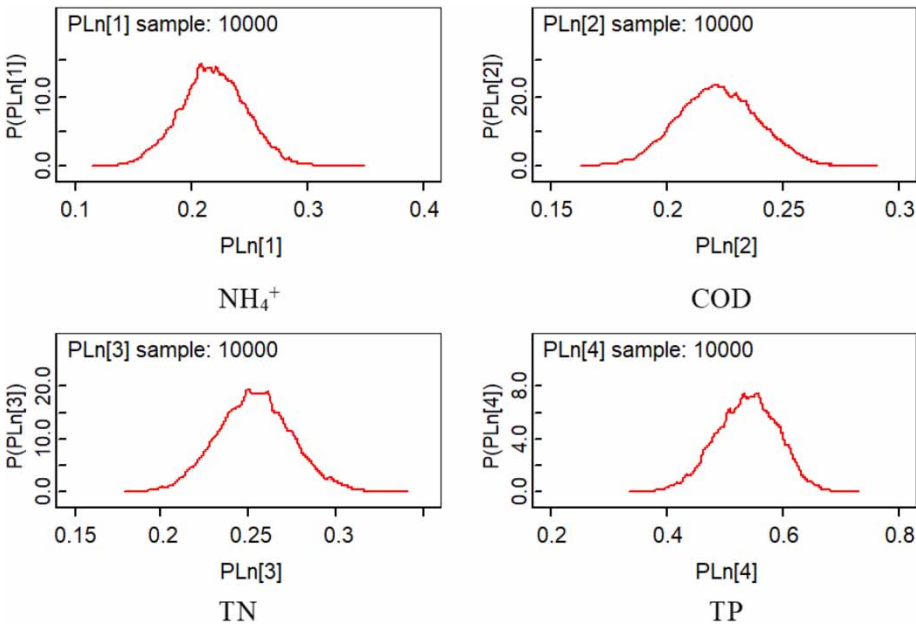 PLn[1] sample: 10000
P(PLn[1])
10.0
0.0
0.1 0.2 0.3 0.4
PLn[1]
NH₄⁺
PLn[2] sample: 10000
P(PLn[2])
20.0
0.0
0.15 0.2 0.25 0.3
PLn[2]
COD
PLn[3] sample: 10000
P(PLn[3])
20.0
10.0
0.0
0.15 0.2 0.25 0.3
PLn[3]
TN
PLn[4] sample: 10000
P(PLn[4])
8.0
4.0
0.0
0.2 0.4 0.6 0.8
PLn[4]
TP